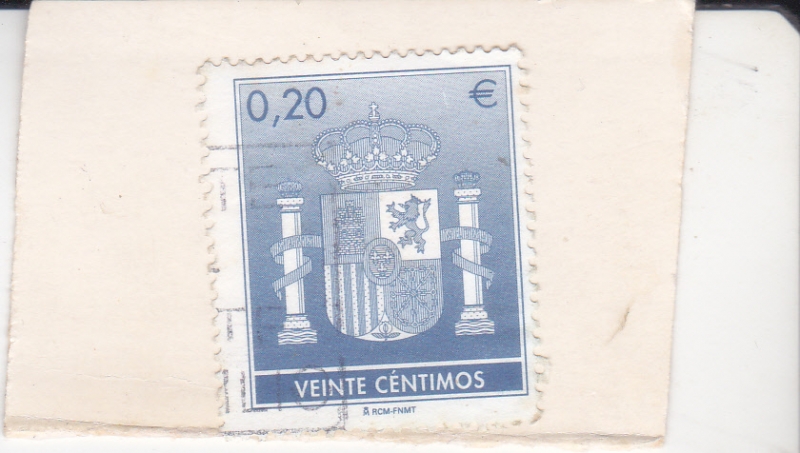 0,20 €
VEINTE CÉNTIMOS
RCM-FNMT